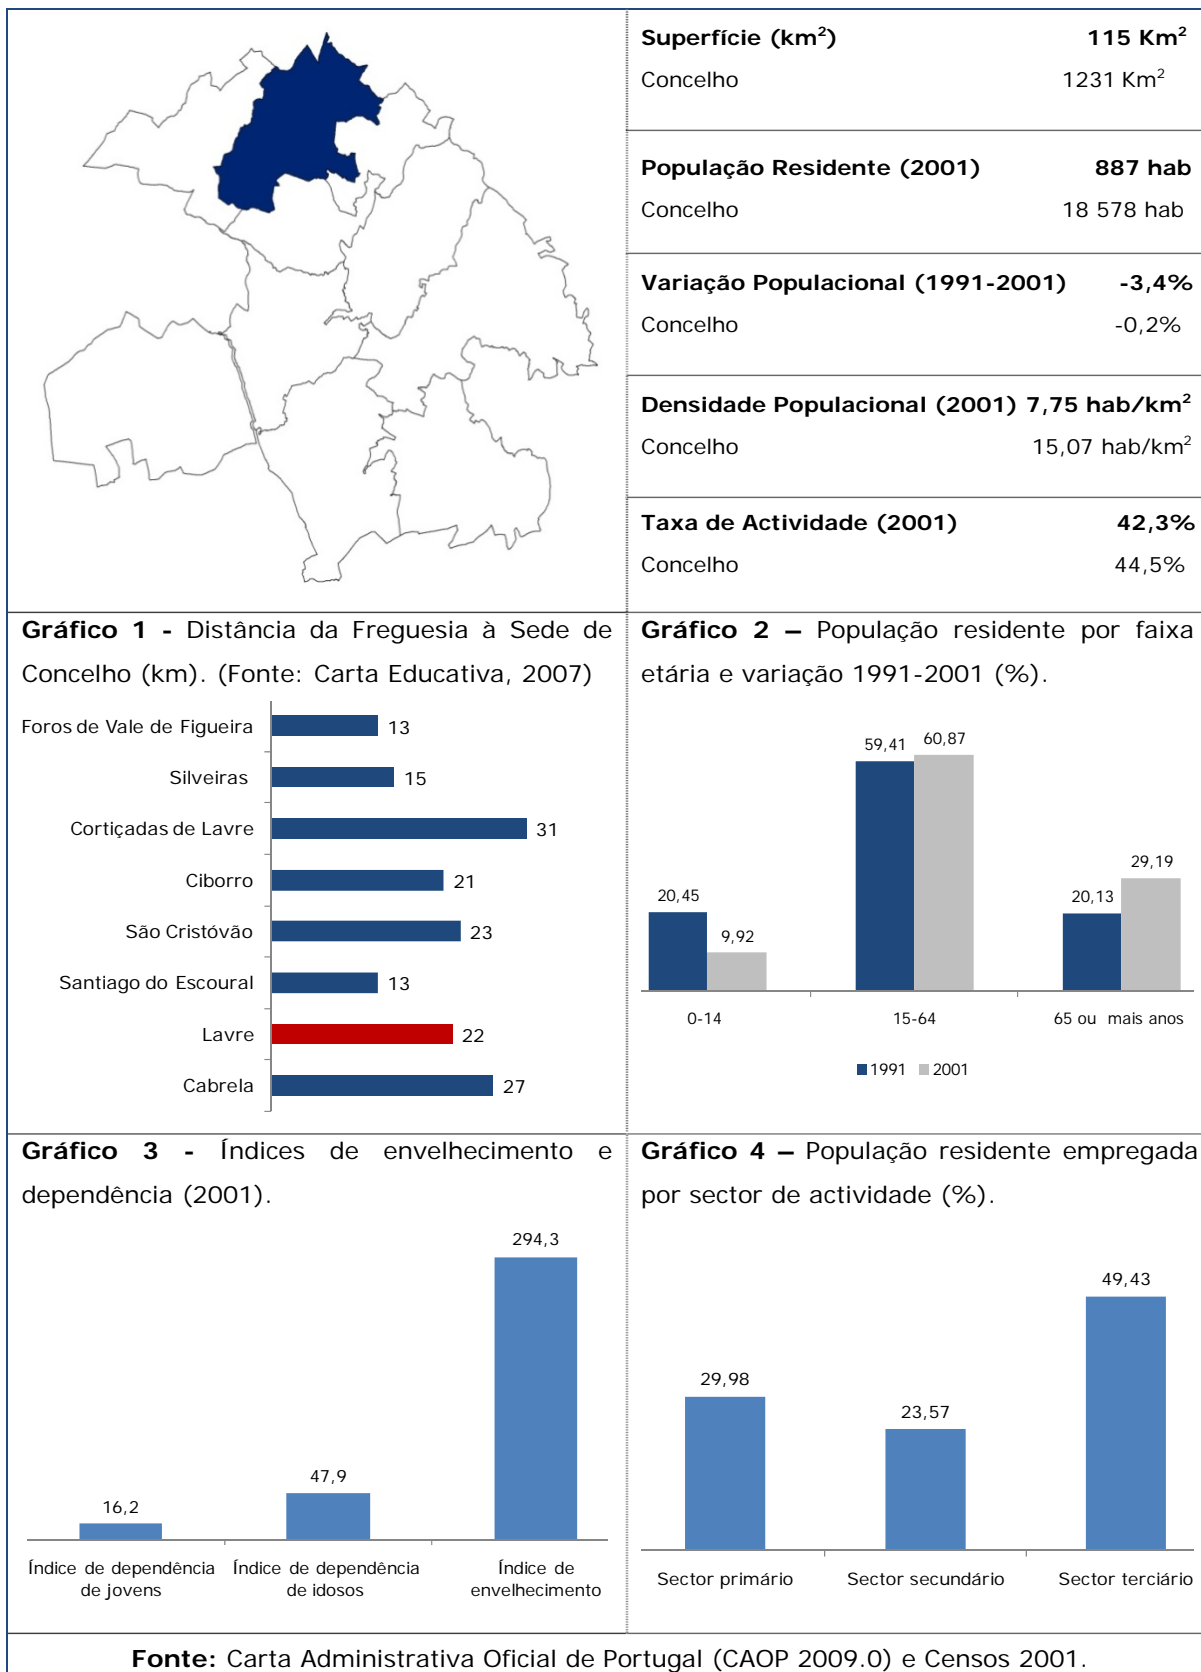 Superfície (km²) 115 Km²
Concelho 1231 Km²
População Residente (2001) 887 hab
Concelho 18 578 hab
Variação Populacional (1991-2001) -3,4%
Concelho -0,2%
Densidade Populacional (2001) 7,75 hab/km²
Concelho 15,07 hab/km²
Taxa de Actividade (2001) 42,3%
Concelho 44,5%
Gráfico 1 - Distância da Freguesia à Sede de
Concelho (km). (Fonte: Carta Educativa, 2007)
Foros de Vale de Figueira 13
Silveiras 15
Cortiçadas de Lavre 31
Ciborro 21
São Cristóvão 23
Santiago do Escoural 13
Lavre 22
Cabrela 27
Gráfico 2 – População residente por faixa
etária e variação 1991-2001 (%).
59,41 60,87
20,45 9,92 20,13 29,19
0-14 15-64 65 ou mais anos
1991 2001
Gráfico 3 - Índices de envelhecimento e
dependência (2001).
294,3
47,9
16,2
Índice de dependência de jovens
Índice de dependência de idosos
Índice de envelhecimento
Gráfico 4 – População residente empregada
por sector de actividade (%).
49,43
29,98
23,57
Sector primário Sector secundário Sector terciário
Fonte: Carta Administrativa Oficial de Portugal (CAOP 2009.0) e Censos 2001.